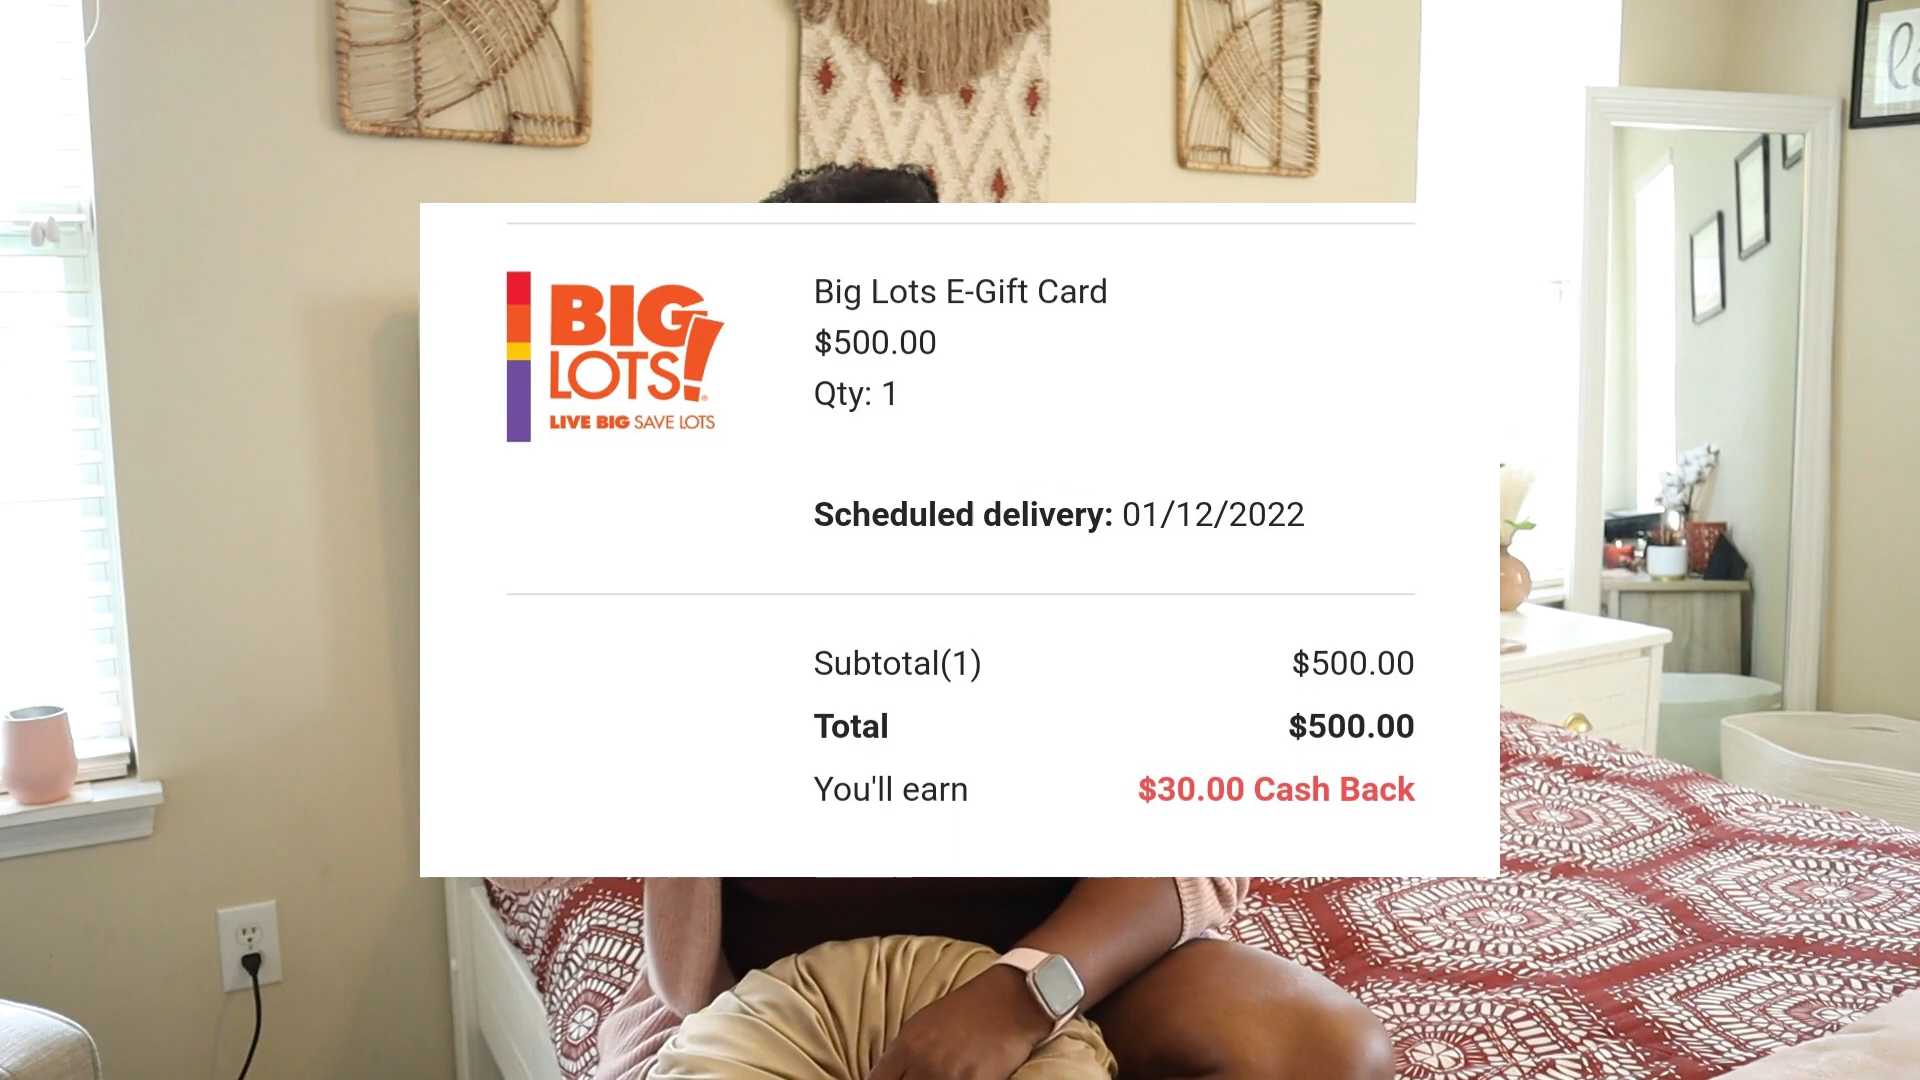 BIG
LOTS!
LIVE BIG SAVE LOTS
Big Lots E-Gift Card
$500.00
Qty: 1
Scheduled delivery: 01/12/2022
Subtotal(1) $500.00
Total $500.00
You'll earn $30.00 Cash Back